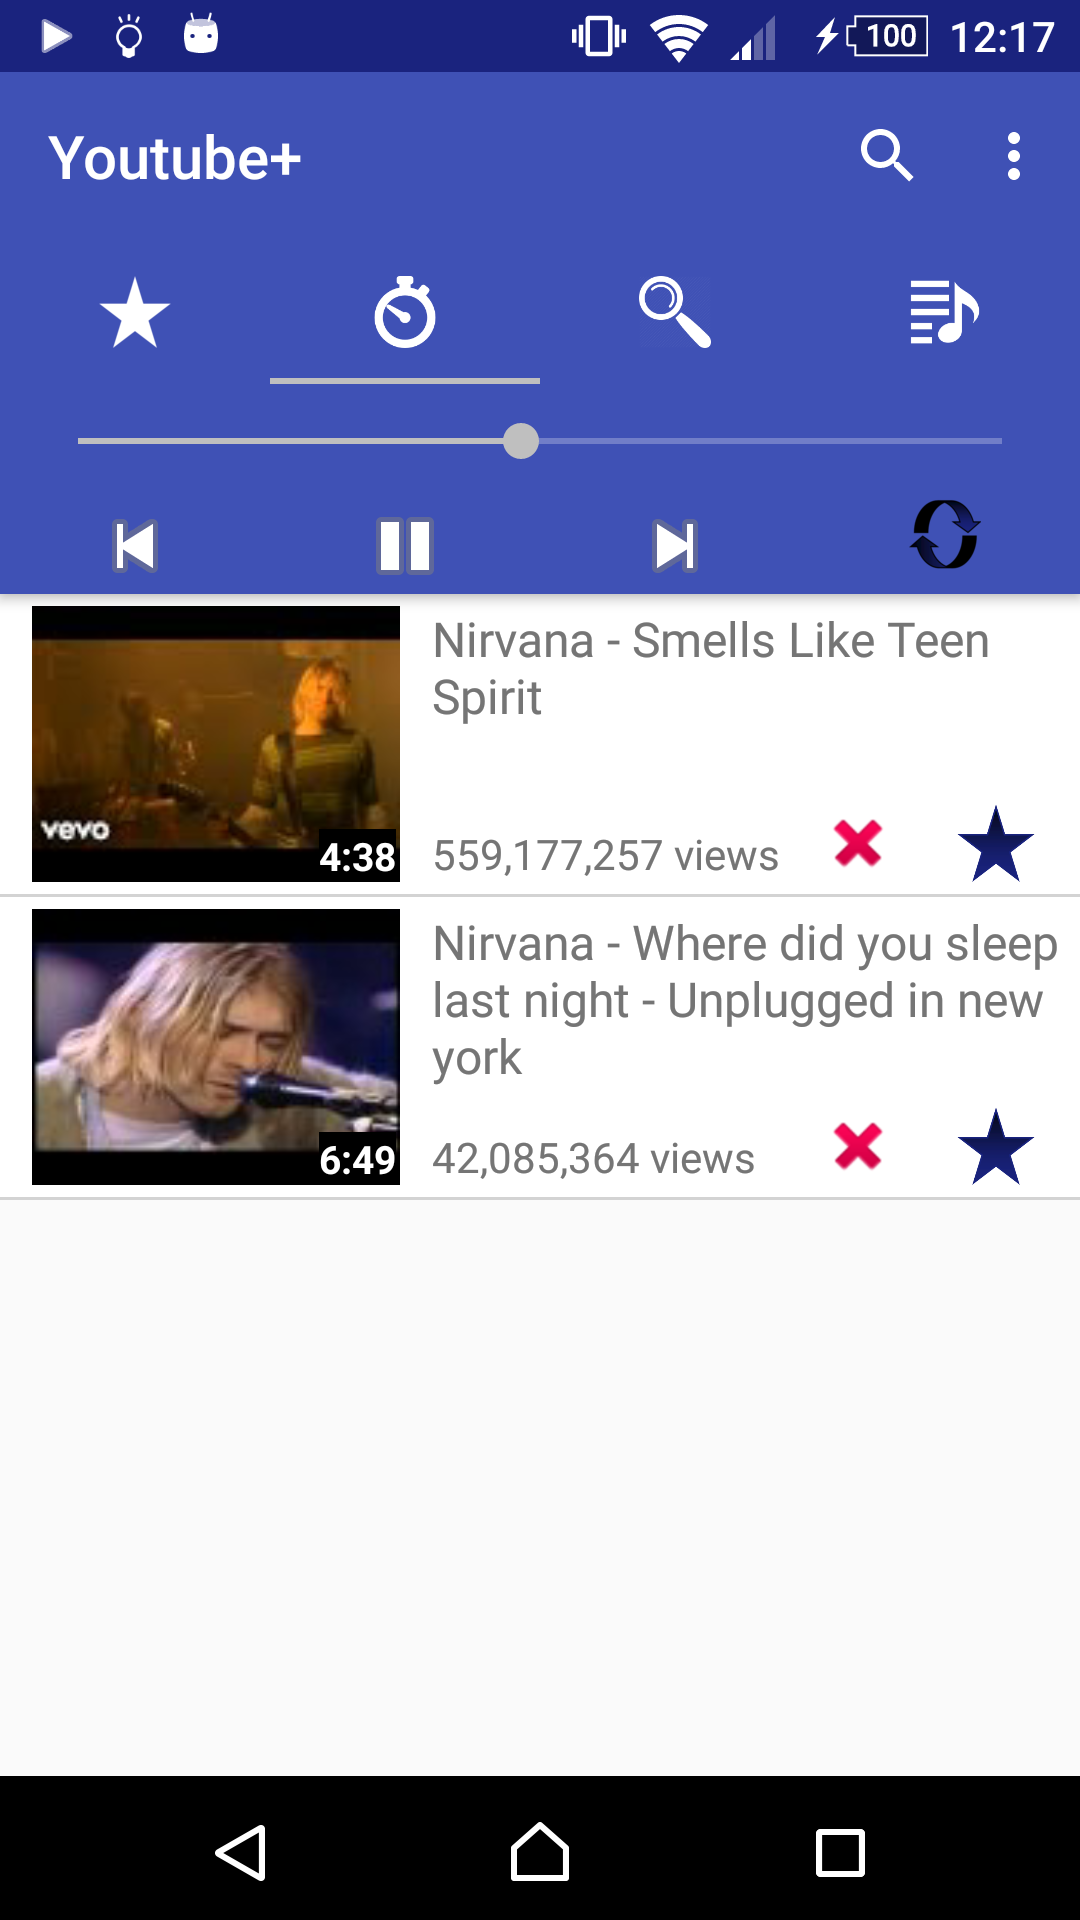 100 12:17
Youtube+
Nirvana - Smells Like Teen
Spirit
vevo
4:38
559,177,257 views
Nirvana - Where did you sleep
last night - Unplugged in new
york
6:49
42,085,364 views